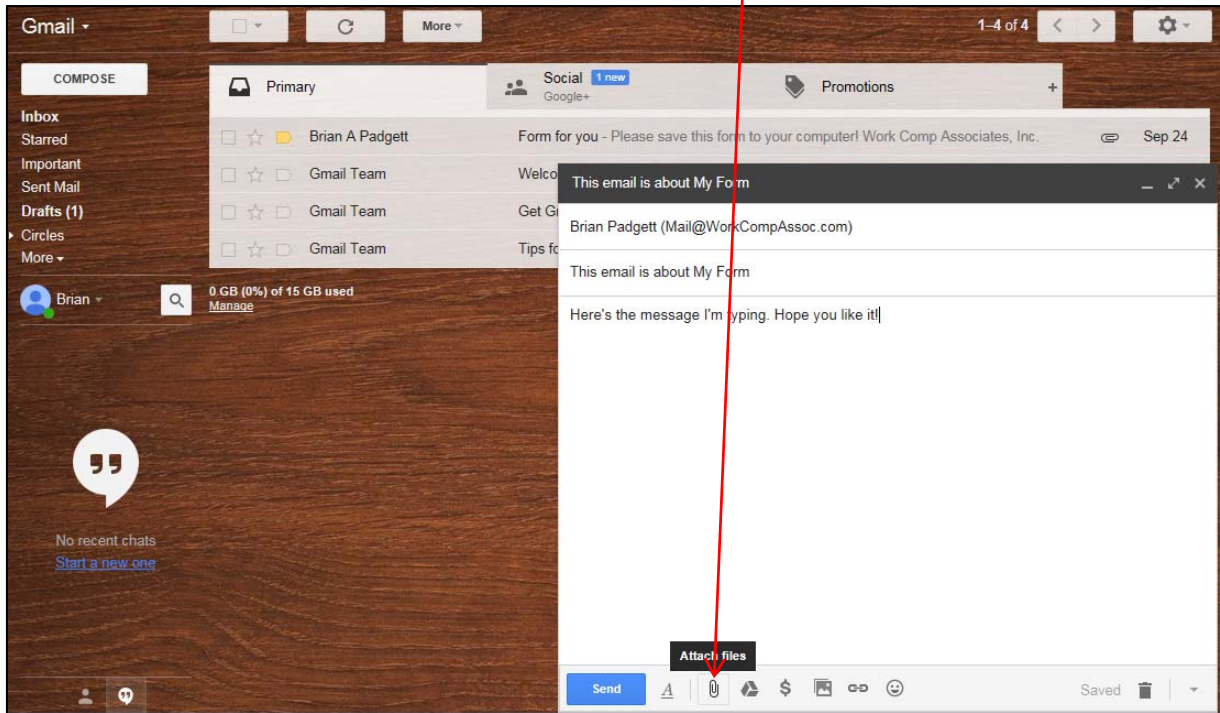 Gmail
More
1–4 of 4
COMPOSE
Primary
Social 1 new
Google+
Promotions
+
Inbox
Starred
Important
Sent Mail
Drafts (1)
Circles
More
Brian A Padgett Form for you - Please save this form to your computer! Work Comp Associates, Inc. Sep 24
Gmail Team Welco
Gmail Team Get G
Gmail Team Tips fo
Brian
0 GB (0%) of 15 GB used
Manage
This email is about My Form
Brian Padgett (Mail@WorkCompAssoc.com)
This email is about My Form
Here's the message I'm typing. Hope you like it!
No recent chats
Start a new one
Attach files
Send A $ Saved